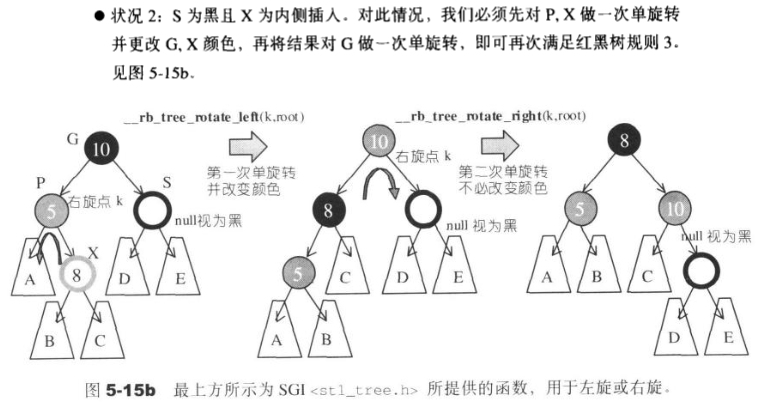 ● 状况 2：S 为黑且 X 为内侧插入。对此情况，我们必须先对 P, X 做一次单旋转
并更改 G, X 颜色，再将结果对 G 做一次单旋转，即可再次满足红黑树规则 3。
见图 5-15b。
__rb_tree_rotate_left(k,root)
__rb_tree_rotate_right(k,root)
G
10
第一次单旋转
并改变颜色
10
右旋点 k
第二次单旋转
不必改变颜色
8
P
5
右旋点 k
S
null视为黑
8
null 视为黑
5
10
null 视为黑
A
X
8
D
E
5
C
D
E
A
B
C
B
C
A
B
D
E
图 5-15b 最上方所示为 SGI <stl_tree.h> 所提供的函数，用于左旋或右旋。